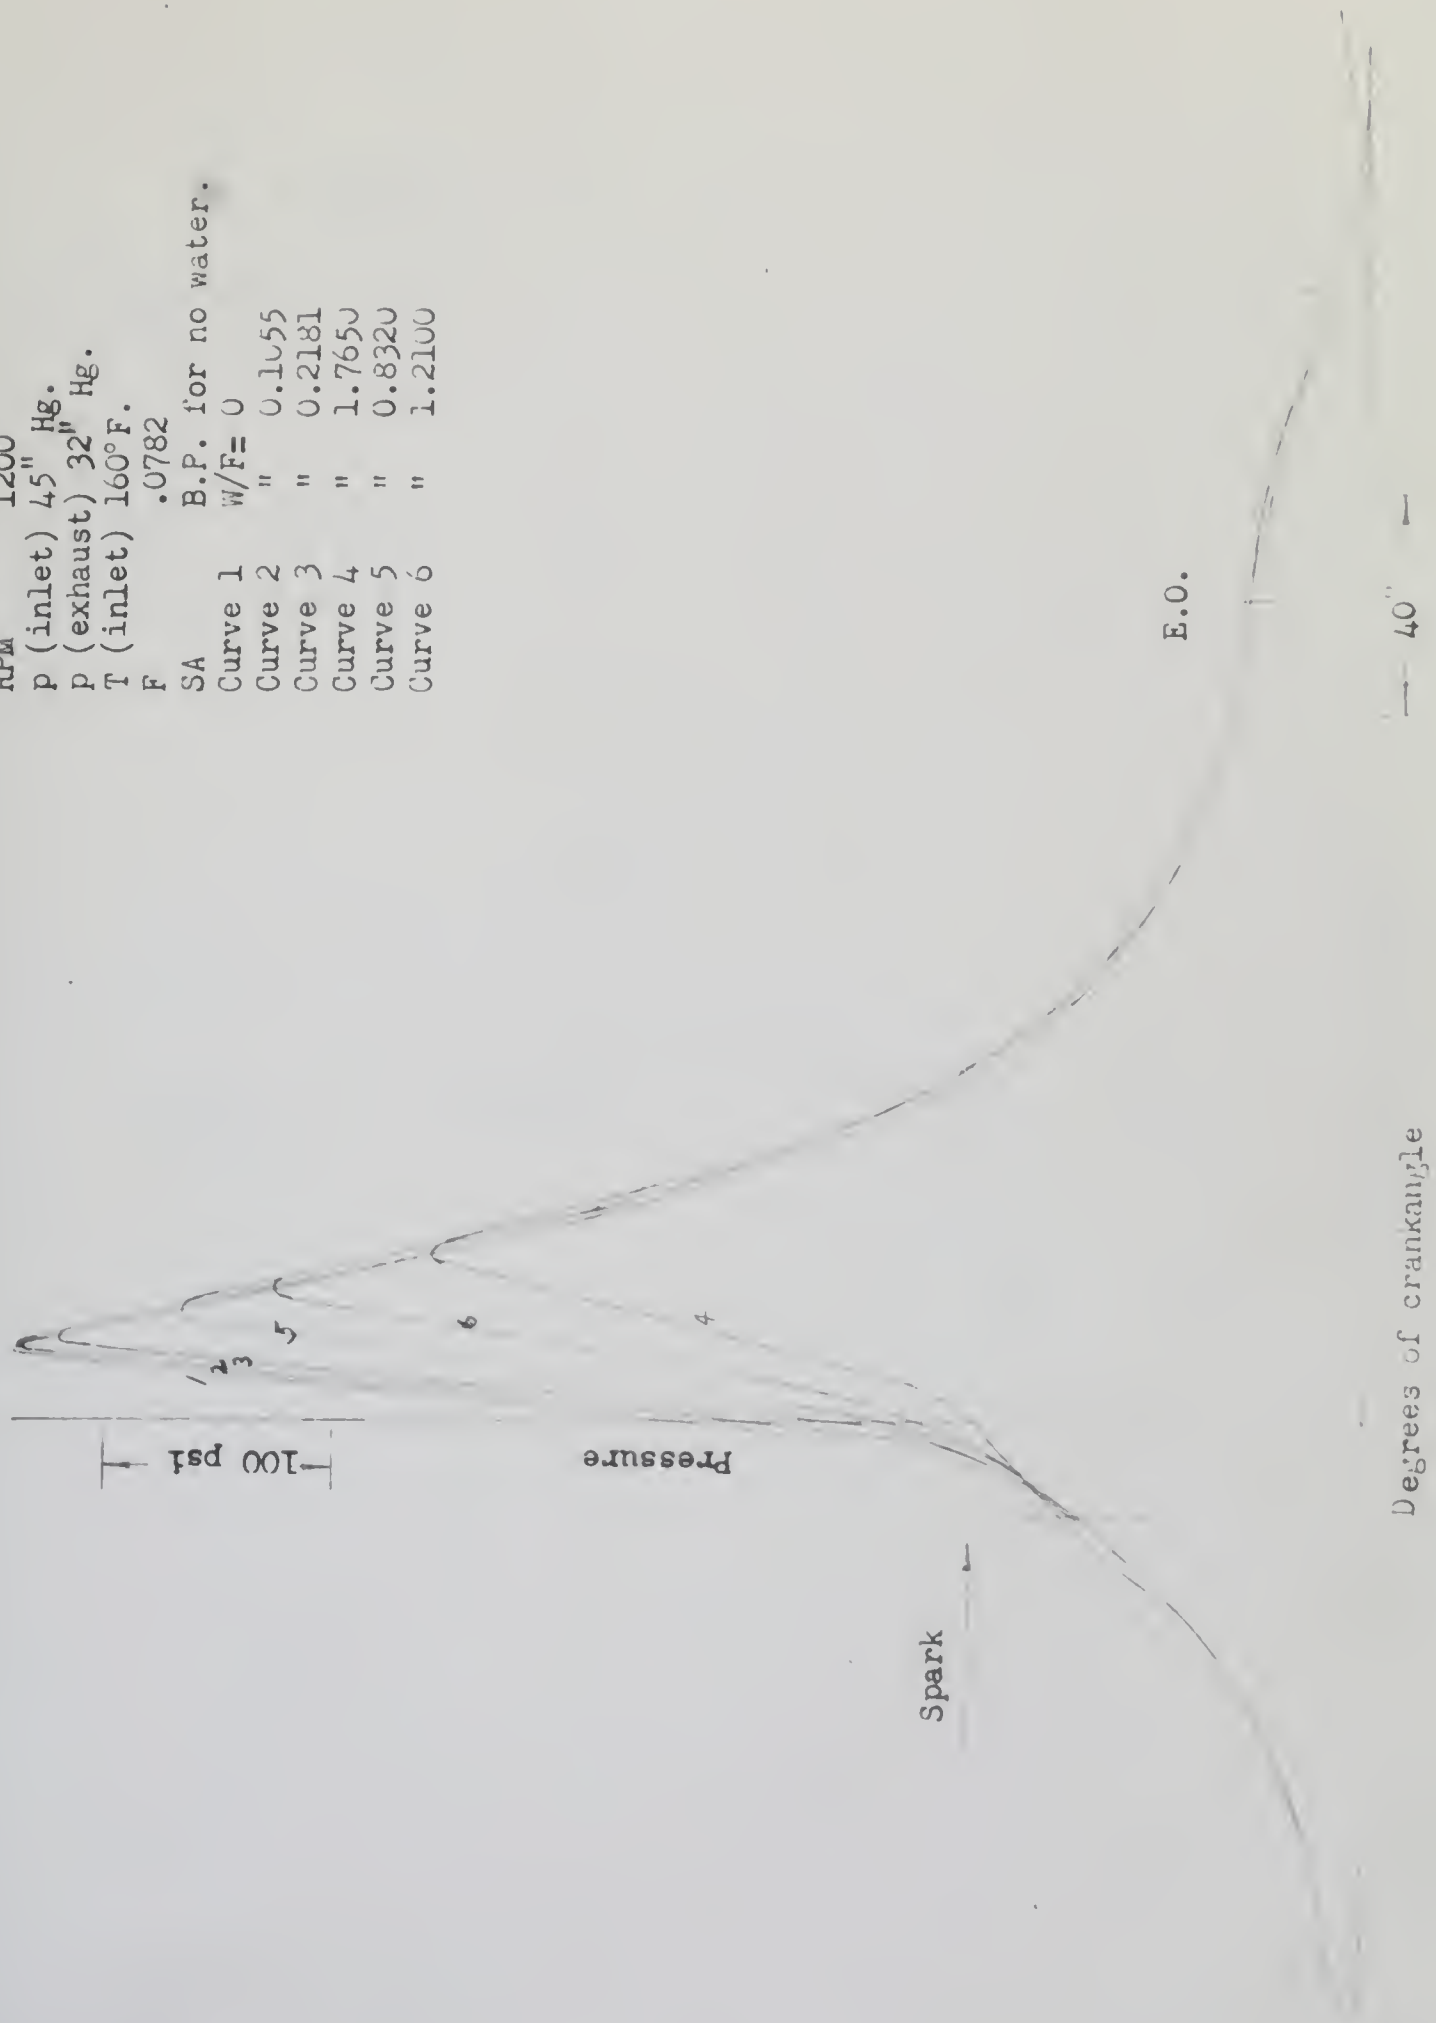 RPM 1200
p (inlet) 45" Hg.
p (exhaust) 32" Hg.
T (inlet) 160°F.
F .0782
SA B.P. for no water.
Curve 1 W/F= 0
Curve 2 " 0.1055
Curve 3 " 0.2181
Curve 4 " 1.7650
Curve 5 " 0.8320
Curve 6 " 1.2100
100 psi
Pressure
1
2
3
5
6
4
Spark
E.O.
40°
Degrees of crankangle